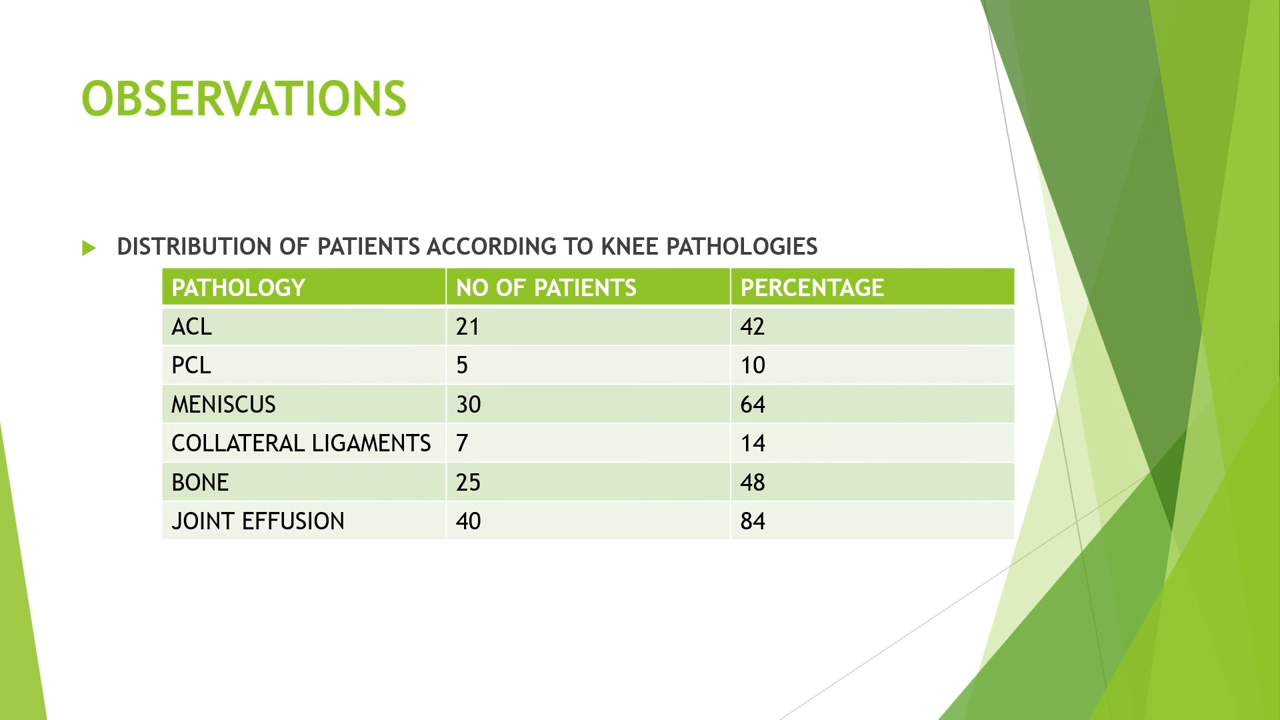 OBSERVATIONS
DISTRIBUTION OF PATIENTS ACCORDING TO KNEE PATHOLOGIES
PATHOLOGY NO OF PATIENTS PERCENTAGE
ACL 21 42
PCL 5 10
MENISCUS 30 64
COLLATERAL LIGAMENTS 7 14
BONE 25 48
JOINT EFFUSION 40 84